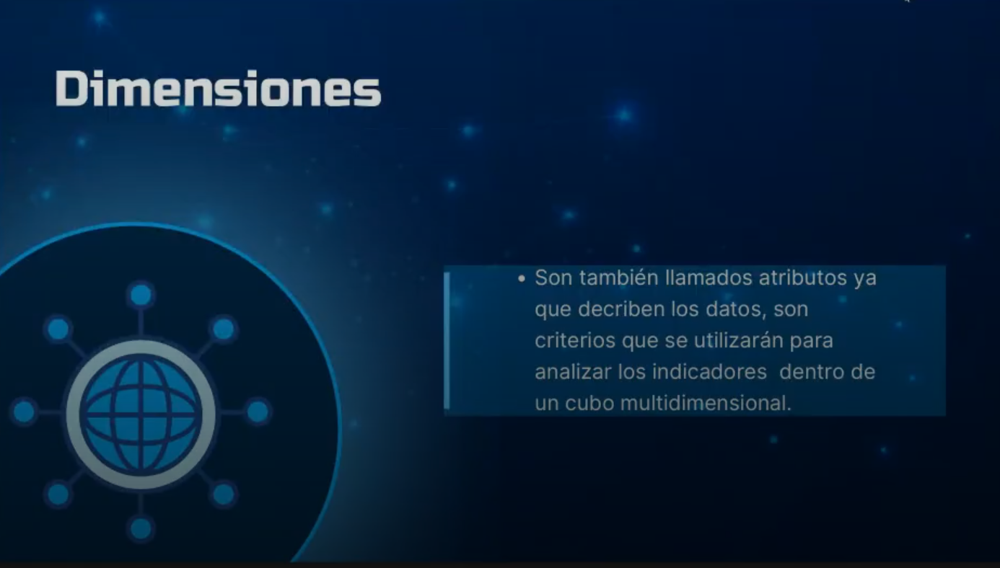 Dimensiones
• Son también llamados atributos ya
que decriben los datos, son
criterios que se utilizarán para
analizar los indicadores  dentro de
un cubo multidimensional.